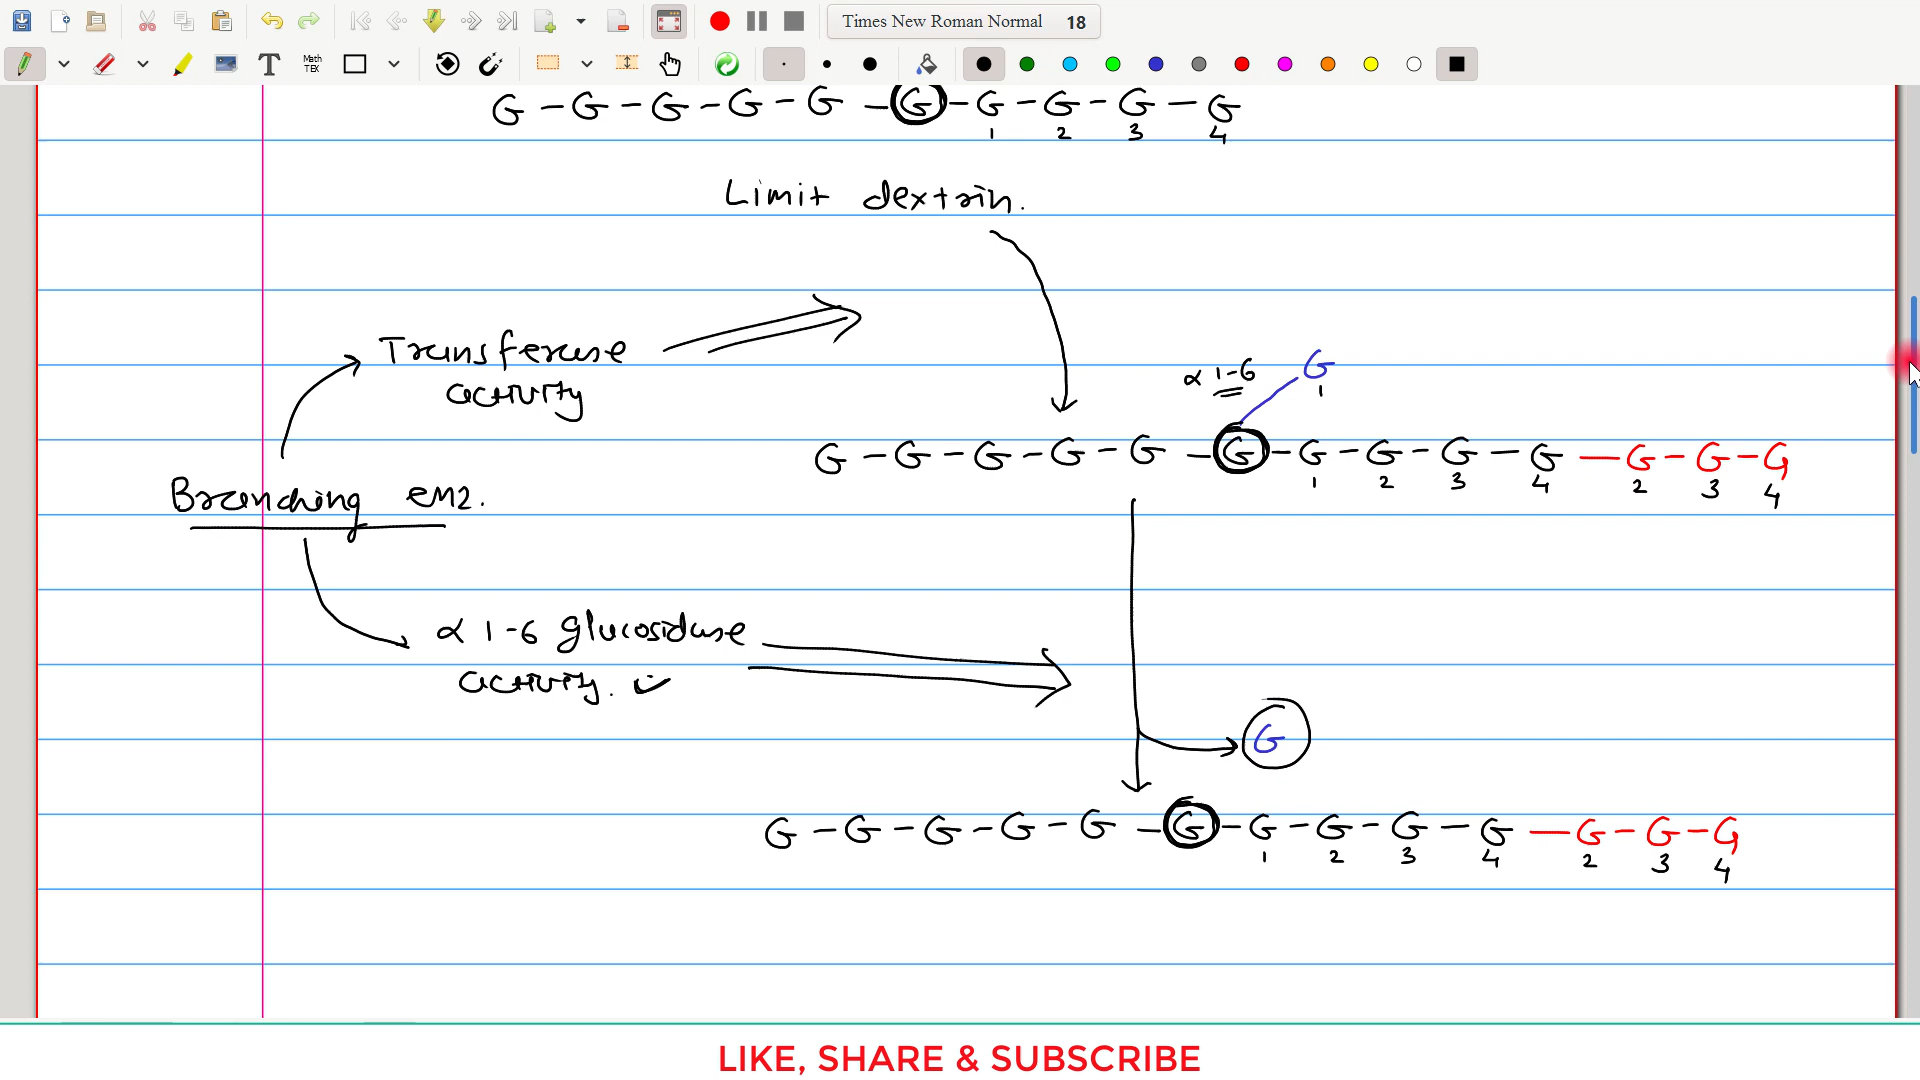 Times New Roman Normal 18
Math
TEX
G - G - G - G - G - G - G - G - G - G
1 2 3 4
Limit dextrin.
Transferase
activity
α 1-6 G
1
G - G - G - G - G - G - G - G - G - G - G - G - G
1 2 3 4 2 3 4
Branching enz.
α 1-6 glucosidase
activity.
G
G - G - G - G - G - G - G - G - G - G - G - G - G
1 2 3 4 2 3 4
LIKE, SHARE & SUBSCRIBE